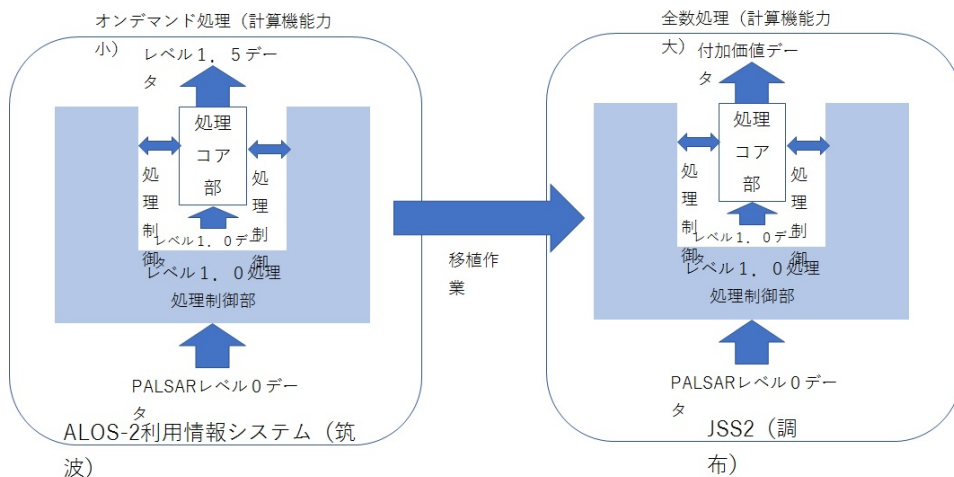 オンデマンド処理（計算機能力
小）
レベル１．５デー
タ
処理
コア
部
処理制御
処理制御
レベル１．０デー
タ
レベル１．０処理
処理制御部
PALSARレベル０デー
タ
ALOS-2利用情報システム（筑
波）
移植作
業
全数処理（計算機能力
大）
付加価値デー
タ
処理
コア
部
処理制御
処理制御
レベル１．０デー
タ
レベル１．０処理
処理制御部
PALSARレベル０デー
タ
JSS2（調
布）